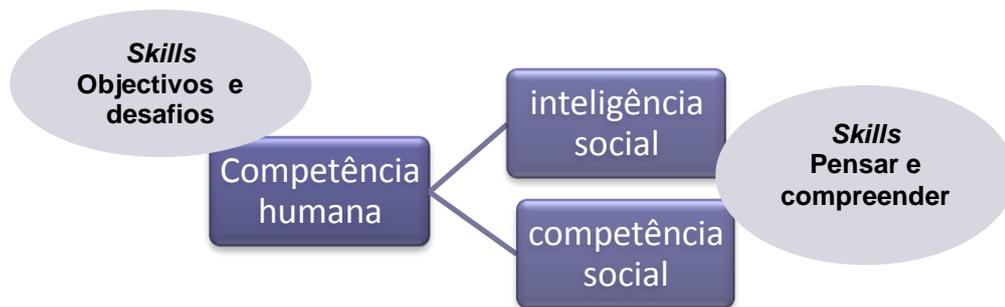 Skills
Objectivos e
desafios
Competência
humana
inteligência
social
competência
social
Skills
Pensar e
compreender